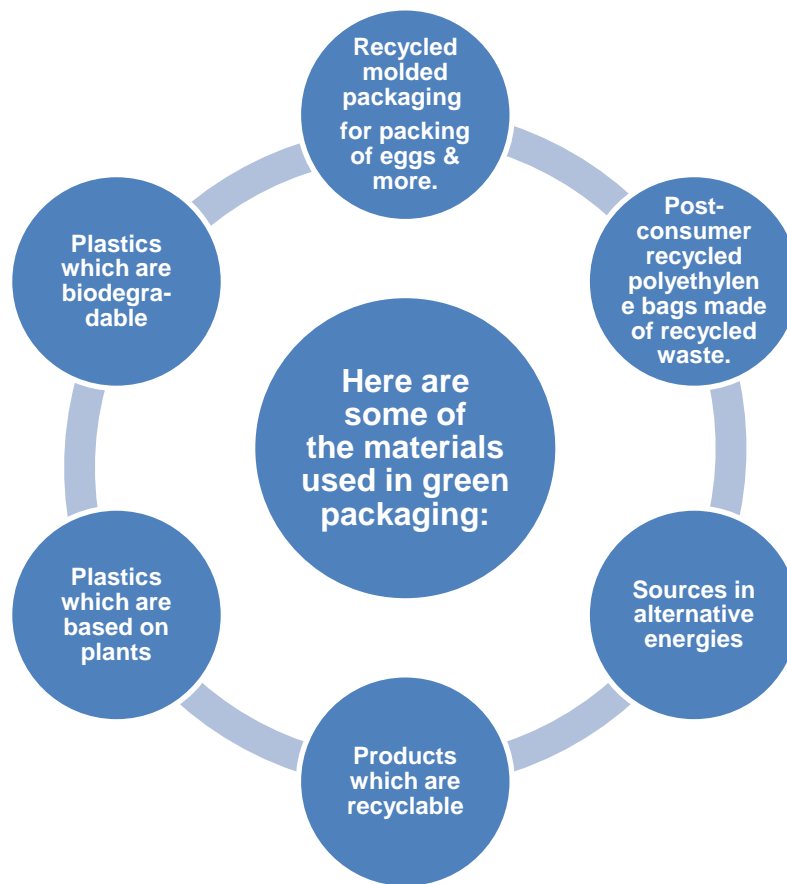 Recycled
molded
packaging
for packing
of eggs &
more.
Post-
consumer
recycled
polyethylen
e bags made
of recycled
waste.
Sources in
alternative
energies
Products
which are
recyclable
Plastics
which are
based on
plants
Plastics
which are
biodegra-
dable
Here are
some of
the materials
used in green
packaging: